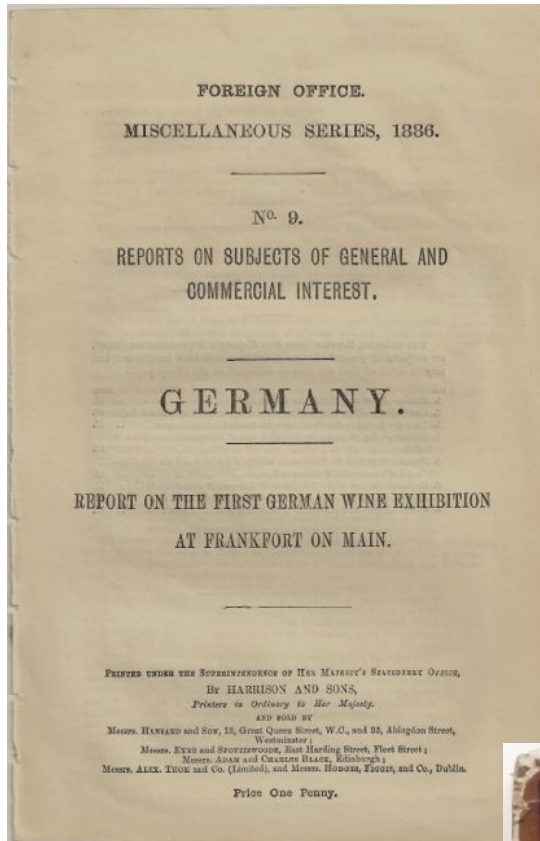 FOREIGN OFFICE.
MISCELLANEOUS SERIES, 1886.
No. 9.
REPORTS ON SUBJECTS OF GENERAL AND
COMMERCIAL INTEREST.
GERMANY.
REPORT ON THE FIRST GERMAN WINE EXHIBITION
AT FRANKFORT ON MAIN.
PRINTED UNDER THE SUPERINTENDENCE OF HER MAJESTY'S STATIONERY OFFICE,
BY HARRISON AND SONS,
Printers in Ordinary to Her Majesty.
AND SOLD BY
Messrs. HANSARD and SON, 13, Great Queen Street, W.C., and 32, Abingdon Street,
Westminster;
Messrs. EYRE and SPOTTISWOODE, East Harding Street, Fleet Street;
Messrs. ADAM and CHARLES BLACK, Edinburgh;
Messrs. ALEX. THOM and Co. (Limited), and Messrs. HODGES, FIGGIS, and Co., Dublin.
Price One Penny.